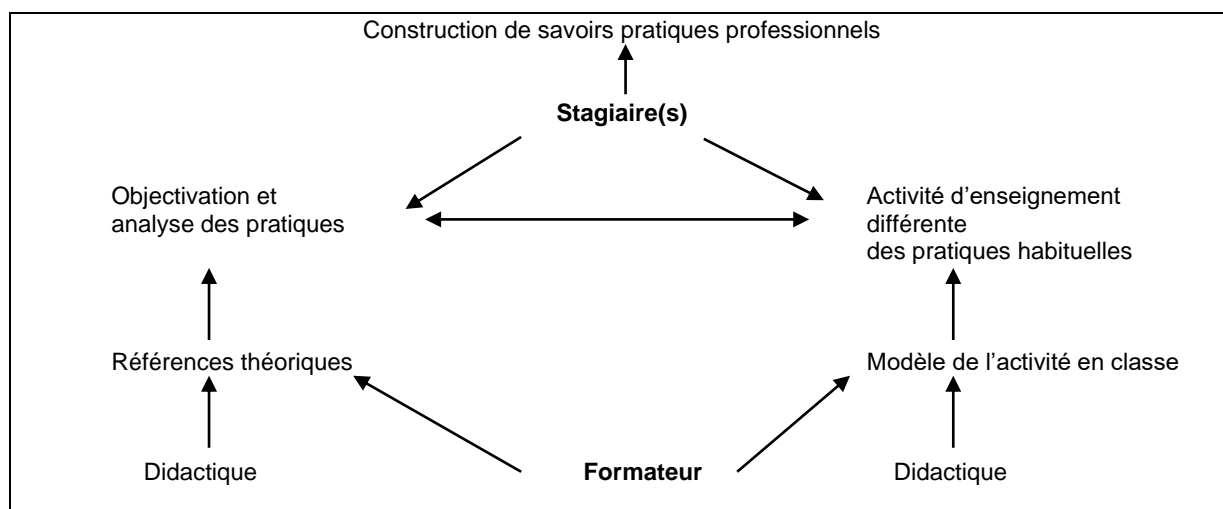 Construction de savoirs pratiques professionnels
Stagiaire(s)
Objectivation et
analyse des pratiques
Activité d’enseignement
différente
des pratiques habituelles
Références théoriques
Modèle de l’activité en classe
Didactique
Formateur
Didactique